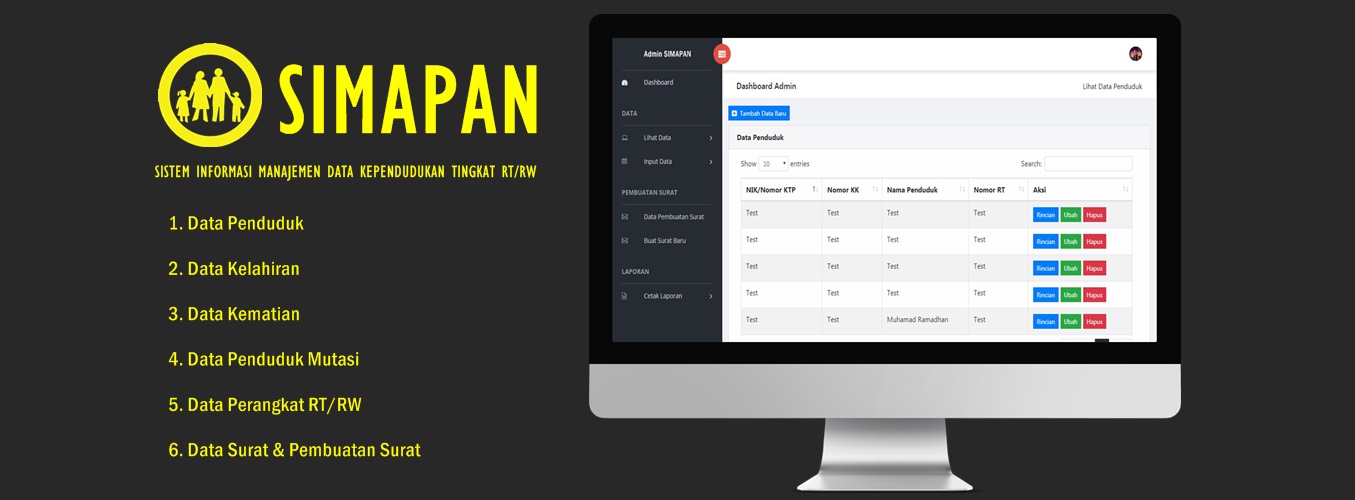 SIMAPAN
SISTEM INFORMASI MANAJEMEN DATA KEPENDUDUKAN TINGKAT RT/RW
1. Data Penduduk
2. Data Kelahiran
3. Data Kematian
4. Data Penduduk Mutasi
5. Data Perangkat RT/RW
6. Data Surat & Pembuatan Surat
Admin SIMAPAN
Dashboard
DATA
Lihat Data
Input Data
PEMBUATAN SURAT
Data Pembuatan Surat
Buat Surat Baru
LAPORAN
Cetak Laporan
Dashboard Admin Lihat Data Penduduk
Tambah Data Baru
Data Penduduk
Show 10 entries Search:
NIK/Nomor KTP Nomor KK Nama Penduduk Nomor RT Aksi
Test Test Test Test Rincian Ubah Hapus
Test Test Test Test Rincian Ubah Hapus
Test Test Test Test Rincian Ubah Hapus
Test Test Test Test Rincian Ubah Hapus
Test Test Muhamad Ramadhan Test Rincian Ubah Hapus